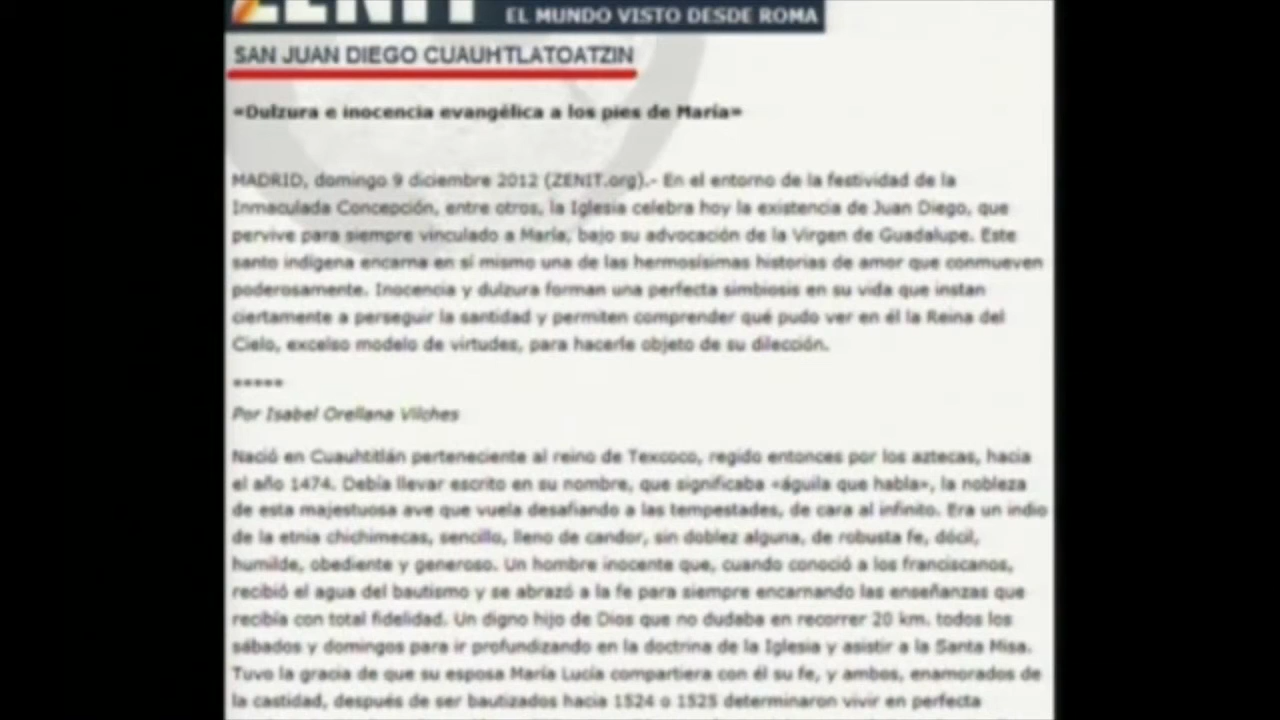 ZENIT
EL MUNDO VISTO DESDE ROMA
SAN JUAN DIEGO CUAUHTLATOATZIN
«Dulzura e inocencia evangélica a los pies de María»
MADRID, domingo 9 diciembre 2012 (ZENIT.org).- En el entorno de la festividad de la
Inmaculada Concepción, entre otros, la Iglesia celebra hoy la existencia de Juan Diego, que
pervive para siempre vinculado a María, bajo su advocación de la Virgen de Guadalupe. Este
santo indígena encarna en sí mismo una de las hermosísimas historias de amor que conmueven
poderosamente. Inocencia y dulzura forman una perfecta simbiosis en su vida que instan
ciertamente a perseguir la santidad y permiten comprender qué pudo ver en él la Reina del
Cielo, excelso modelo de virtudes, para hacerle objeto de su dilección.
*****
Por Isabel Orellana Vilches
Nació en Cuauhtitlán perteneciente al reino de Texcoco, regido entonces por los aztecas, hacia
el año 1474. Debía llevar escrito en su nombre, que significaba «águila que habla», la nobleza
de esta majestuosa ave que vuela desafiando a las tempestades, de cara al infinito. Era un indio
de la etnia chichimecas, sencillo, lleno de candor, sin doblez alguna, de robusta fe, dócil,
humilde, obediente y generoso. Un hombre inocente que, cuando conoció a los franciscanos,
recibió el agua del bautismo y se abrazó a la fe para siempre encarnando las enseñanzas que
recibía con total fidelidad. Un digno hijo de Dios que no dudaba en recorrer 20 km. todos los
sábados y domingos para ir profundizando en la doctrina de la Iglesia y asistir a la Santa Misa.
Tuvo la gracia de que su esposa María Lucía compartiera con él su fe, y ambos, enamorados de
la castidad, después de ser bautizados hacia 1524 o 1525 determinaron vivir en perfecta